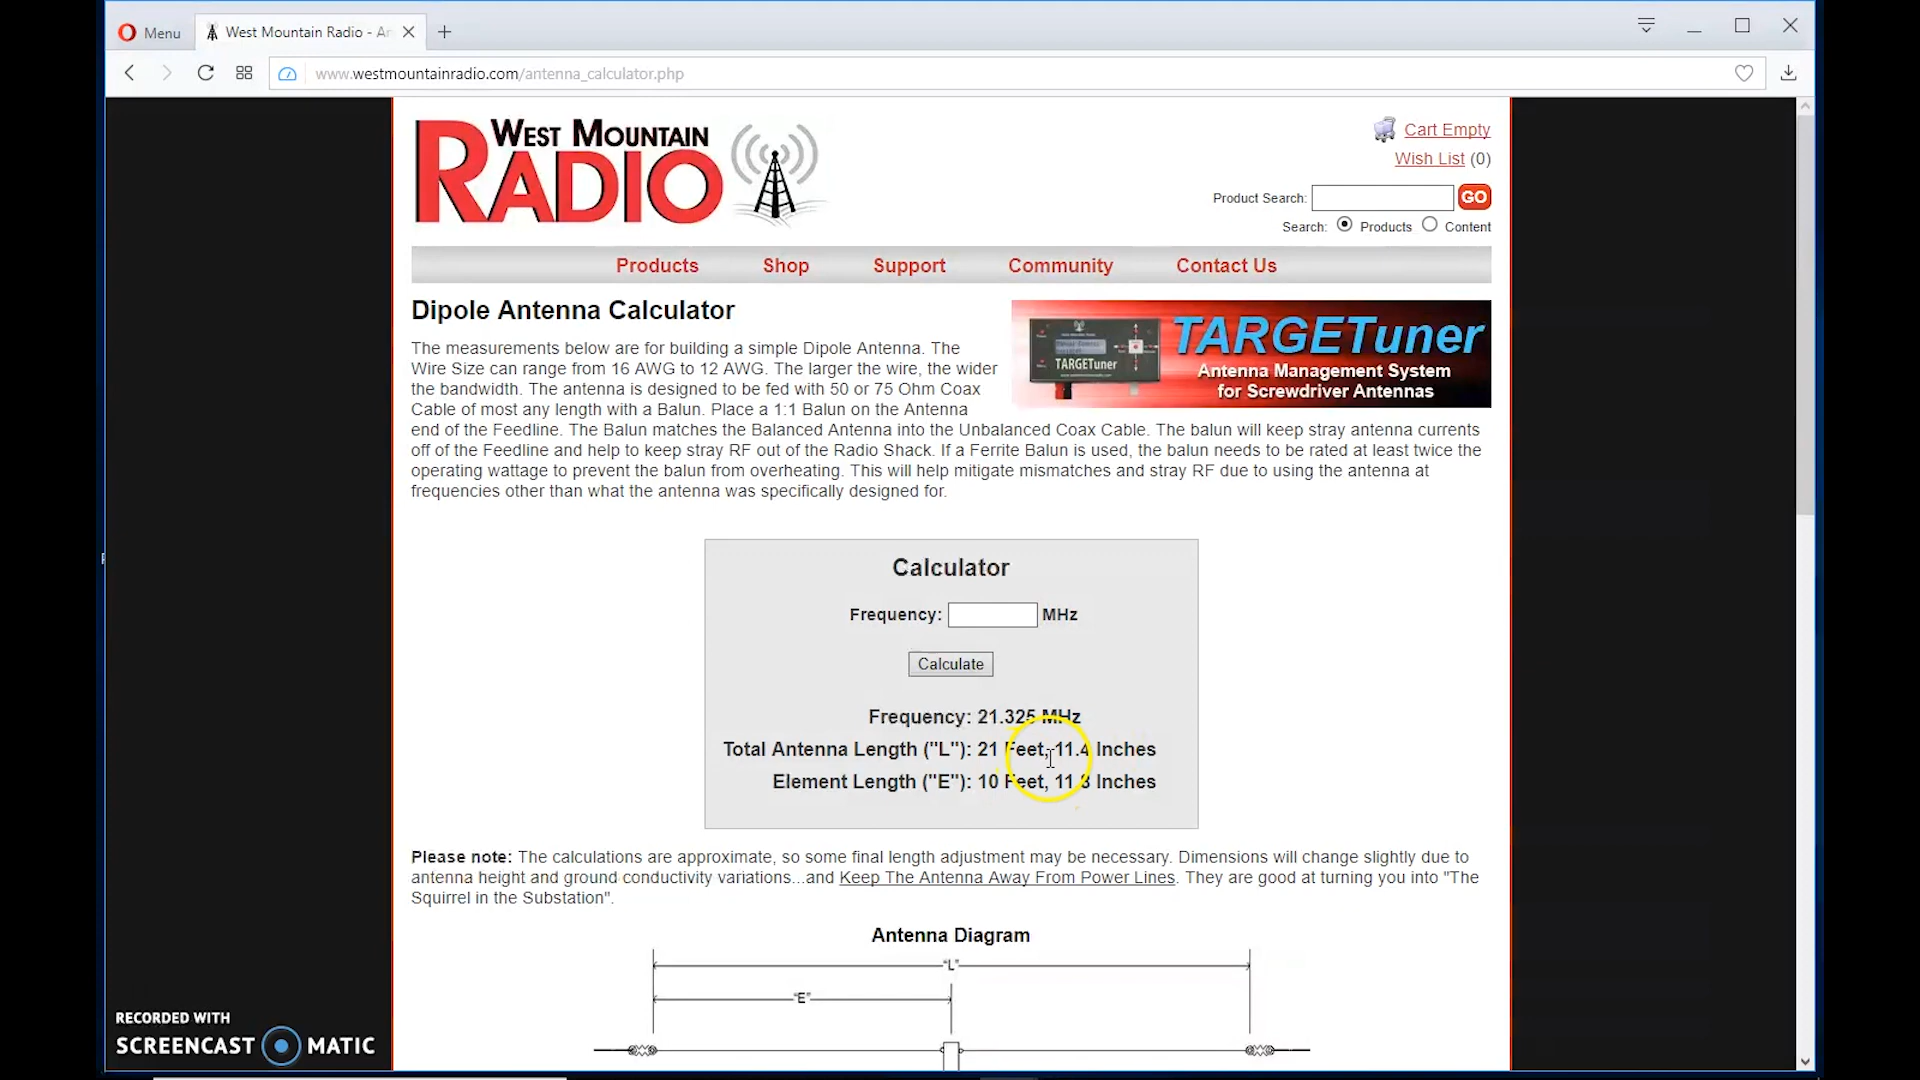 Menu
West Mountain Radio - An
www.westmountainradio.com/antenna_calculator.php
WEST MOUNTAIN
RADIO
Cart Empty
Wish List (0)
Product Search:
GO
Search: Products Content
Products Shop Support Community Contact Us
Dipole Antenna Calculator
TARGETuner
Antenna Management System
for Screwdriver Antennas
TARGETuner
The measurements below are for building a simple Dipole Antenna. The
Wire Size can range from 16 AWG to 12 AWG. The larger the wire, the wider
the bandwidth. The antenna is designed to be fed with 50 or 75 Ohm Coax
Cable of most any length with a Balun. Place a 1:1 Balun on the Antenna
end of the Feedline. The Balun matches the Balanced Antenna into the Unbalanced Coax Cable. The balun will keep stray antenna currents
off of the Feedline and help to keep stray RF out of the Radio Shack. If a Ferrite Balun is used, the balun needs to be rated at least twice the
operating wattage to prevent the balun from overheating. This will help mitigate mismatches and stray RF due to using the antenna at
frequencies other than what the antenna was specifically designed for.
Calculator
Frequency: MHz
Calculate
Frequency: 21.325 MHz
Total Antenna Length ("L"): 21 Feet, 11.4 Inches
Element Length ("E"): 10 Feet, 11.8 Inches
Please note: The calculations are approximate, so some final length adjustment may be necessary. Dimensions will change slightly due to
antenna height and ground conductivity variations...and Keep The Antenna Away From Power Lines. They are good at turning you into "The
Squirrel in the Substation".
Antenna Diagram
"L"
"E"
RECORDED WITH
SCREENCAST MATIC